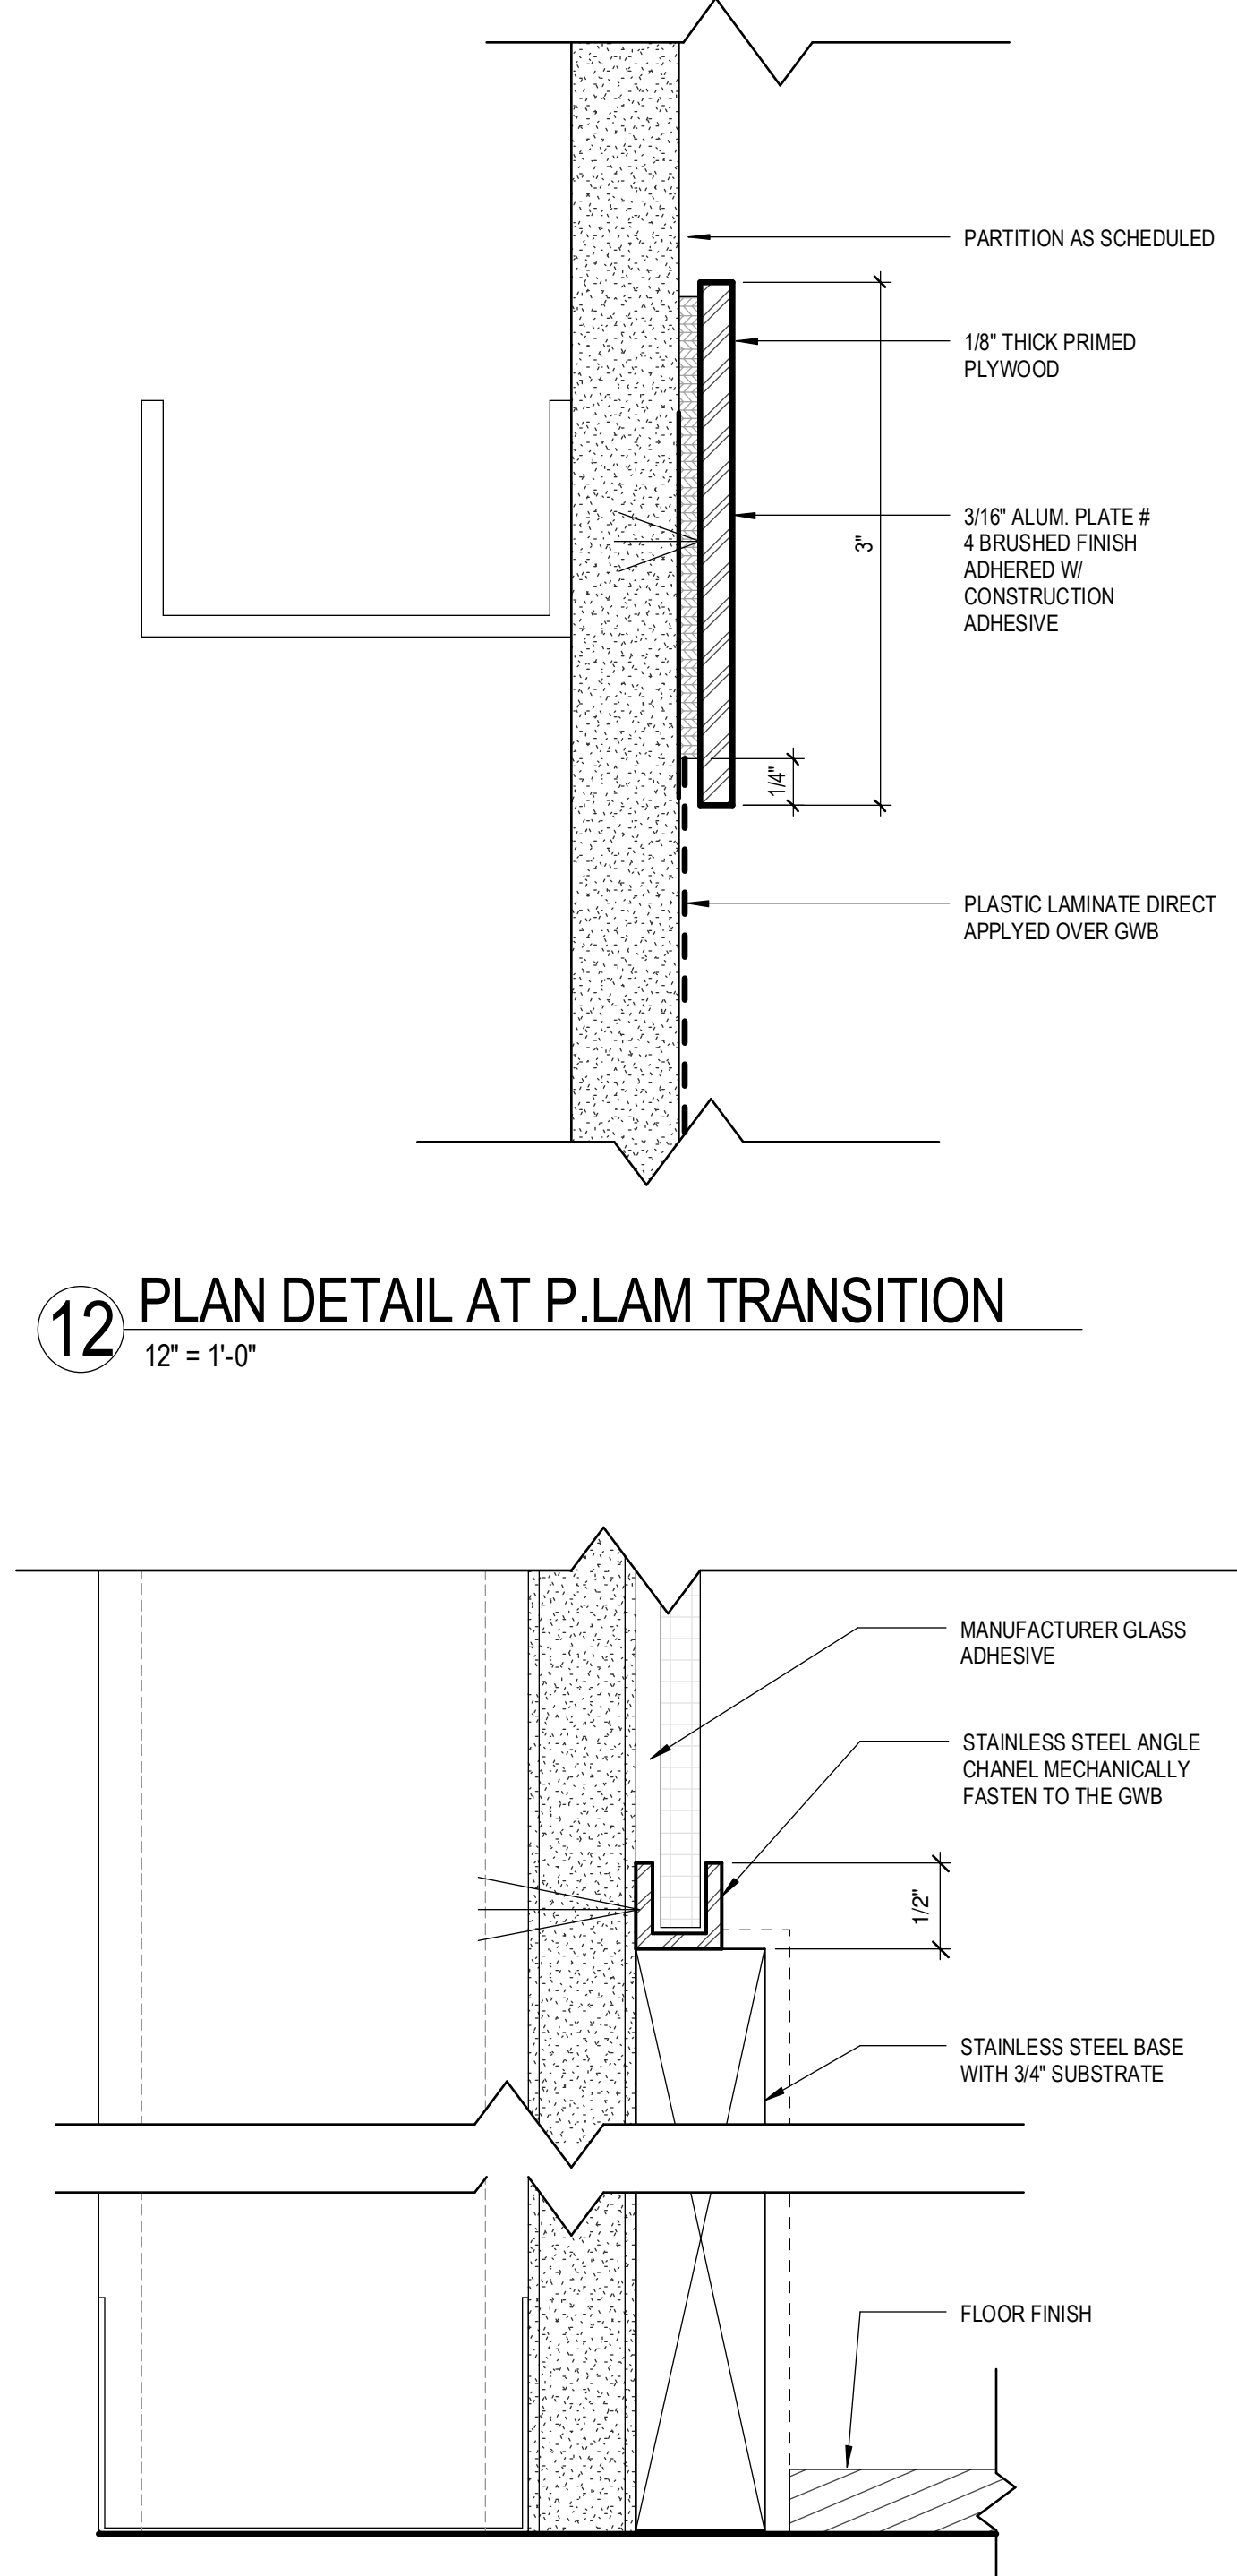 PARTITION AS SCHEDULED
1/8" THICK PRIMED
PLYWOOD
3/16" ALUM. PLATE #
4 BRUSHED FINISH
ADHERED W/
CONSTRUCTION
ADHESIVE
3"
1/4"
PLASTIC LAMINATE DIRECT
APPLYED OVER GWB
12
PLAN DETAIL AT P.LAM TRANSITION
12" = 1'-0"
MANUFACTURER GLASS
ADHESIVE
STAINLESS STEEL ANGLE
CHANEL MECHANICALLY
FASTEN TO THE GWB
1/2"
STAINLESS STEEL BASE
WITH 3/4" SUBSTRATE
FLOOR FINISH